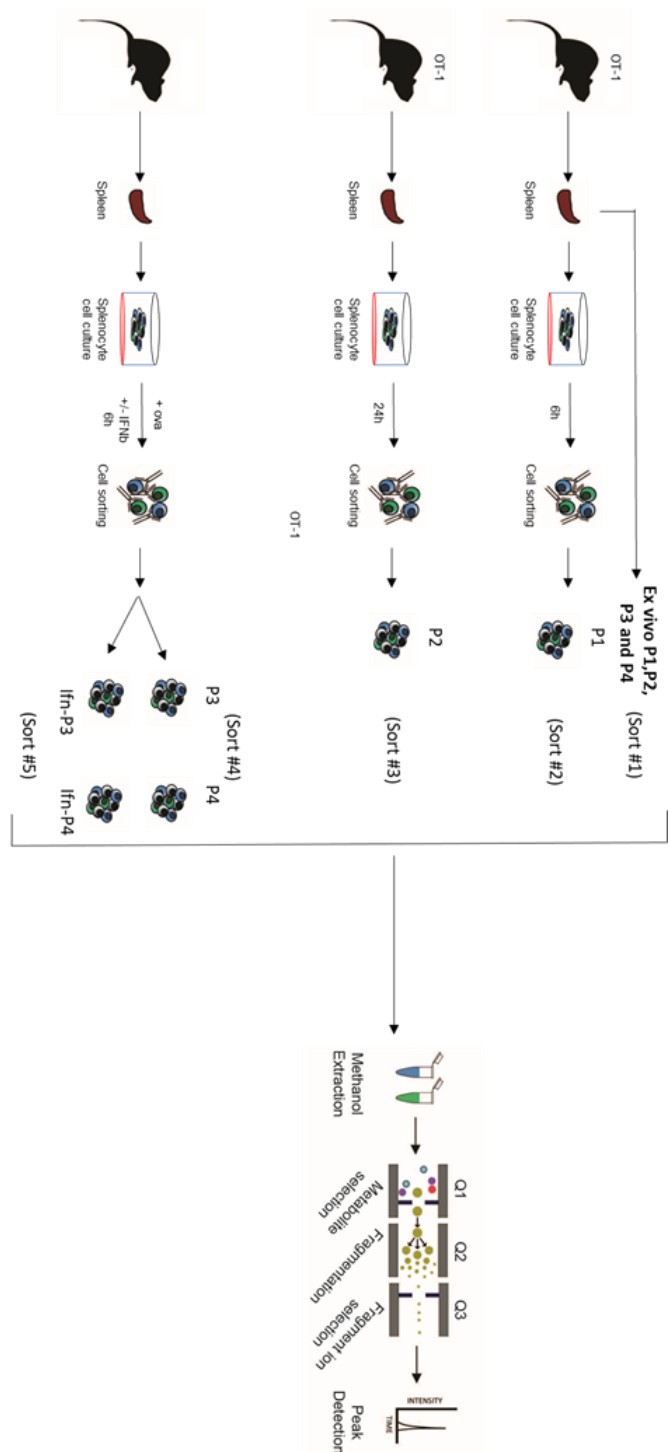 Ex vivo P1,P2,
P3 and P4
(Sort #1)
OT-1
Spleen
Splenocyte
cell culture
6h
Cell sorting
P1
(Sort #2)
OT-1
Spleen
Splenocyte
cell culture
24h
Cell sorting
P2
(Sort #3)
OT-1
Spleen
Splenocyte
cell culture
+ ova
+/- IFNb
6h
Cell sorting
P3
P4
(Sort #4)
Ifn-P3
Ifn-P4
(Sort #5)
Methanol
Extraction
Q1
Q2
Q3
Metabolite
selection
Fragmentation
Fragment ion
selection
INTENSITY
TIME
Peak
Detection